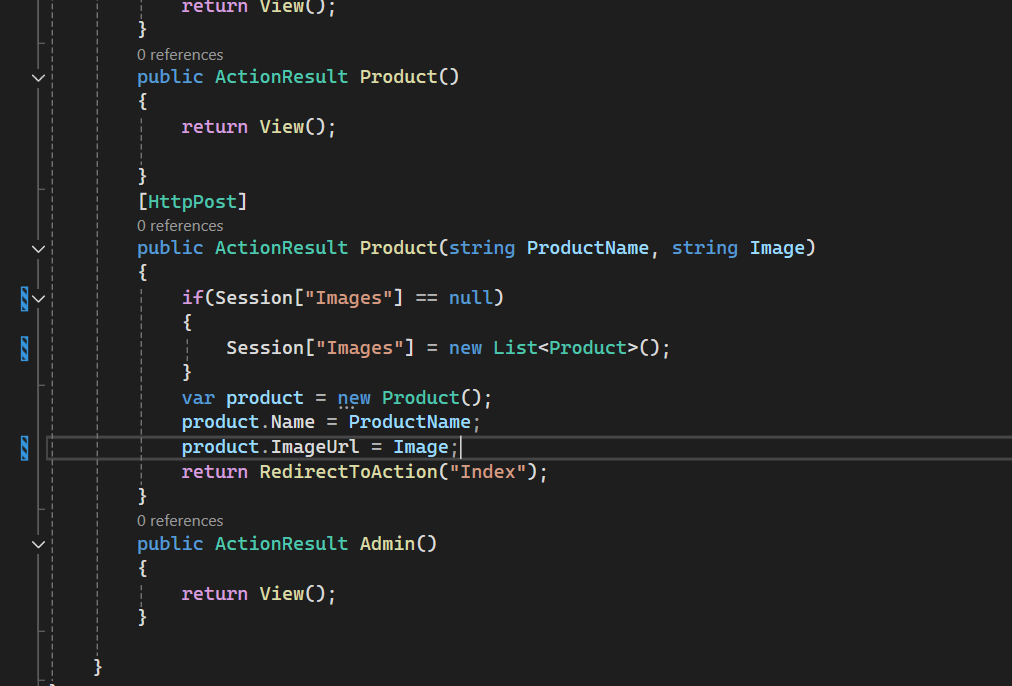 return View();
}
0 references
public ActionResult Product()
{
return View();
}
[HttpPost]
0 references
public ActionResult Product(string ProductName, string Image)
{
if(Session["Images"] == null)
{
Session["Images"] = new List<Product>();
}
var product = new Product();
product.Name = ProductName;
product.ImageUrl = Image;
return RedirectToAction("Index");
}
0 references
public ActionResult Admin()
{
return View();
}
}